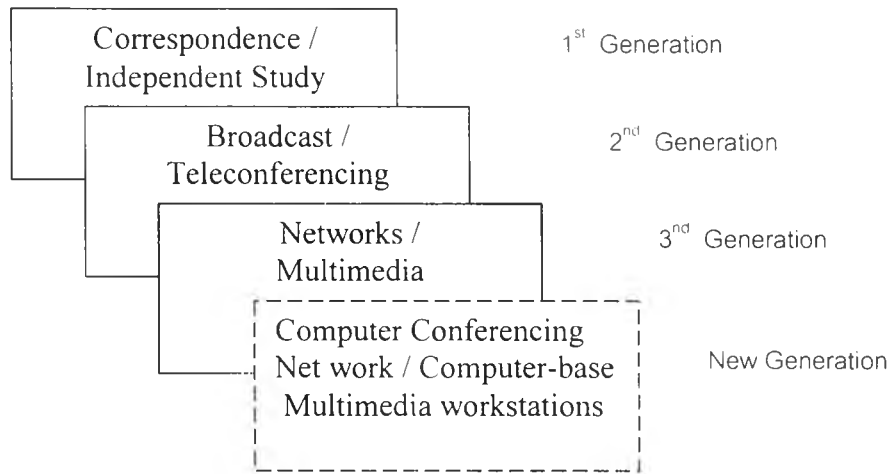 Correspondence /
Independent Study
1st Generation
Broadcast /
Teleconferencing
2nd Generation
Networks /
Multimedia
3nd Generation
Computer Conferencing
Net work / Computer-base
Multimedia workstations
New Generation